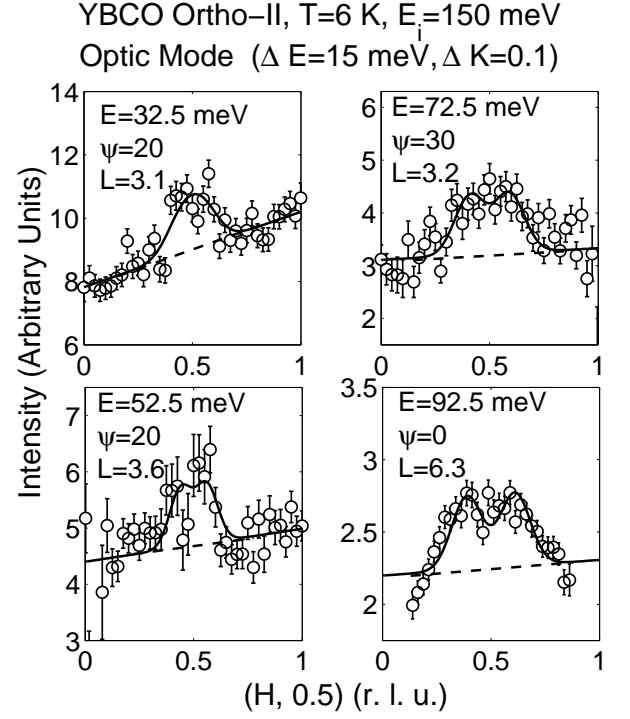 YBCO Ortho−II, T=6 K, E_i=150 meV
Optic Mode (Δ E=15 meV, Δ K=0.1)
Intensity (Arbitrary Units)
14
12
10
8
6
E=32.5 meV
ψ=20
L=3.1
0
0.5
1
6
5
4
3
2
E=72.5 meV
ψ=30
L=3.2
0
0.5
1
7
6
5
4
3
E=52.5 meV
ψ=20
L=3.6
0
0.5
1
3.5
3
2.5
2
E=92.5 meV
ψ=0
L=6.3
0
0.5
1
(H, 0.5) (r. l. u.)